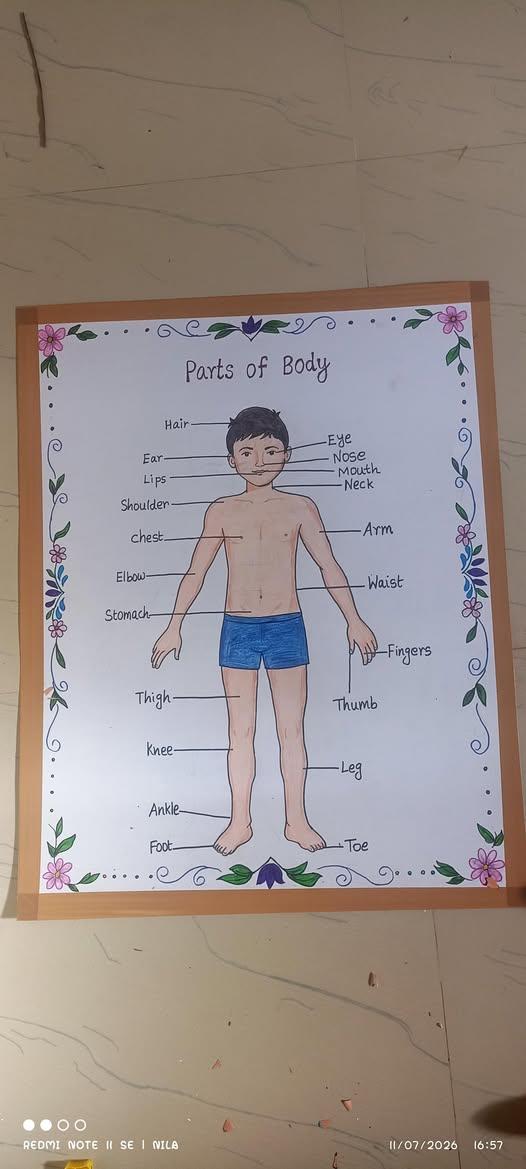 Parts of Body
Hair
Eye
Ear
Nose
Mouth
Lips
Neck
Shoulder
Arm
Chest
Elbow
Waist
Stomach
Fingers
Thigh
Thumb
Knee
Leg
Ankle
Foot
Toe
REDMI NOTE 11 SE | NILA
11/07/2026 16:57